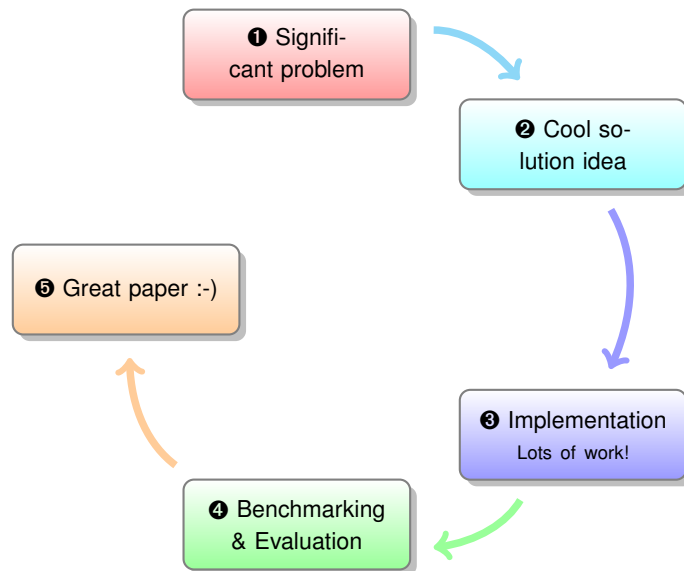 ❶ Signifi-
cant problem
❷ Cool so-
lution idea
❸ Implementation
Lots of work!
❹ Benchmarking
& Evaluation
❺ Great paper :-)